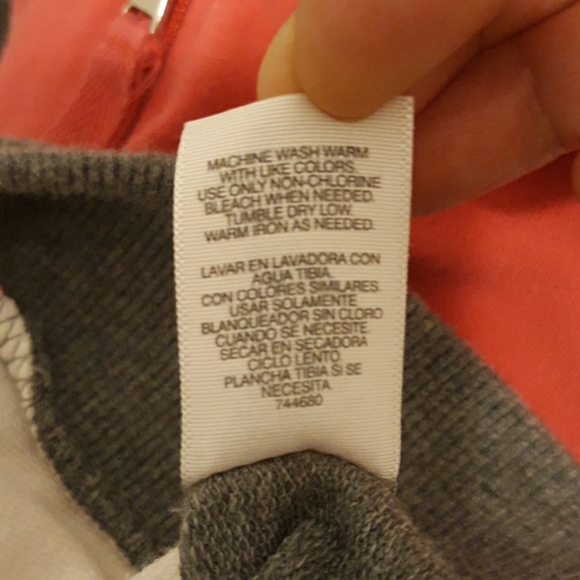 MACHINE WASH WARM
WITH LIKE COLORS.
USE ONLY NON-CHLORINE
BLEACH WHEN NEEDED.
TUMBLE DRY LOW.
WARM IRON AS NEEDED.
LAVAR EN LAVADORA CON
AGUA TIBIA.
CON COLORES SIMILARES.
USAR SOLAMENTE
BLANQUEADOR SIN CLORO
CUANDO SE NECESITE.
SECAR EN SECADORA
CICLO LENTO.
PLANCHA TIBIA SI SE
NECESITA.
744680